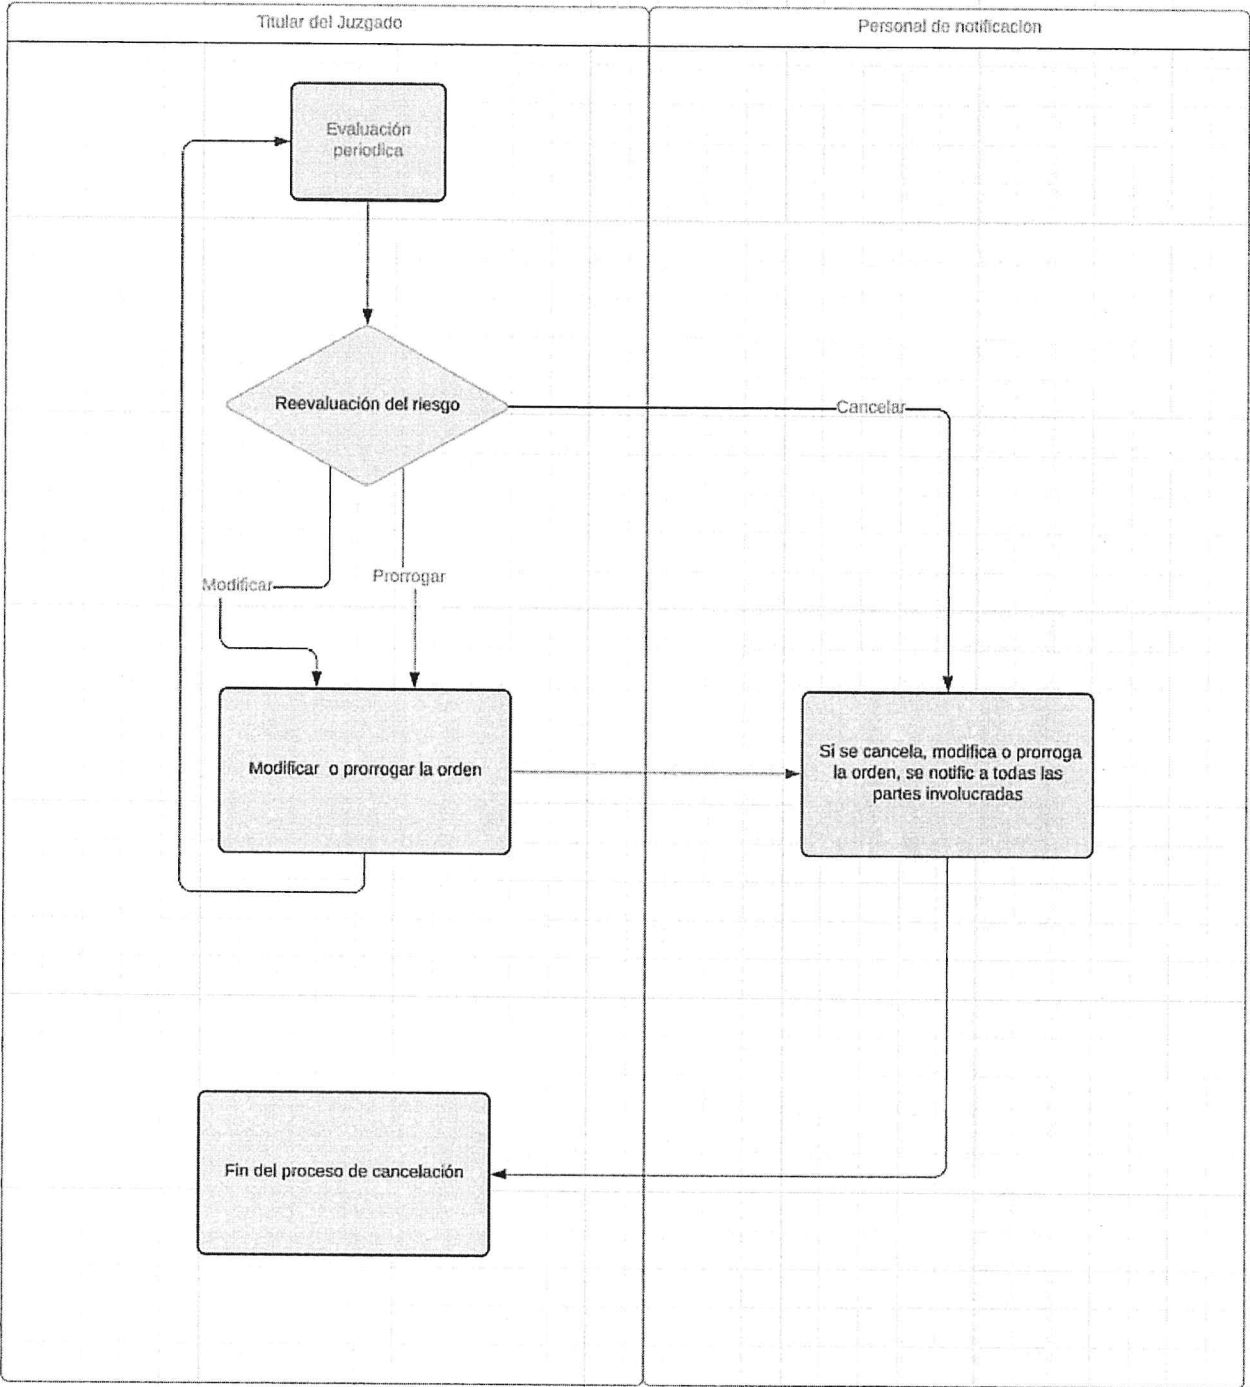 Titular del Juzgado
Personal de notificación
Evaluación
periodica
Reevaluación del riesgo
Cancelar
Modificar
Prorrogar
Modificar o prorrogar la orden
Si se cancela, modifica o prorroga
la orden, se notific a todas las
partes involucradas
Fin del proceso de cancelación